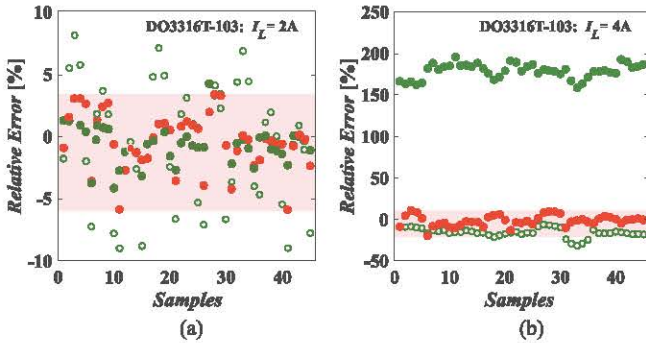 DO3316T-103: I_L = 2A
Relative Error [%]
10
5
0
-5
-10
0 10 20 30 40
Samples
(a)
DO3316T-103: I_L = 4A
Relative Error [%]
250
200
150
100
50
0
-50
0 10 20 30 40
Samples
(b)